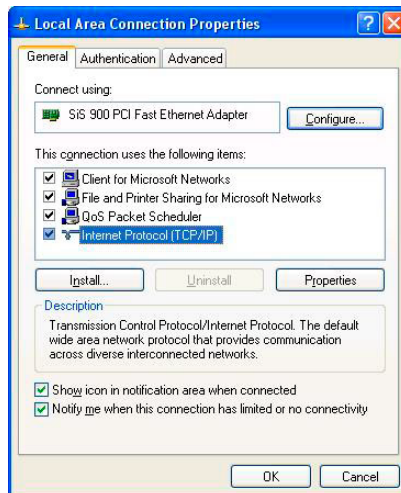 Local Area Connection Properties
General Authentication Advanced
Connect using:
SiS 900 PCI Fast Ethernet Adapter
Configure...
This connection uses the following items:
Client for Microsoft Networks
File and Printer Sharing for Microsoft Networks
QoS Packet Scheduler
Internet Protocol (TCP/IP)
Install... Uninstall Properties
Description
Transmission Control Protocol/Internet Protocol. The default
wide area network protocol that provides communication
across diverse interconnected networks.
Show icon in notification area when connected
Notify me when this connection has limited or no connectivity
OK Cancel